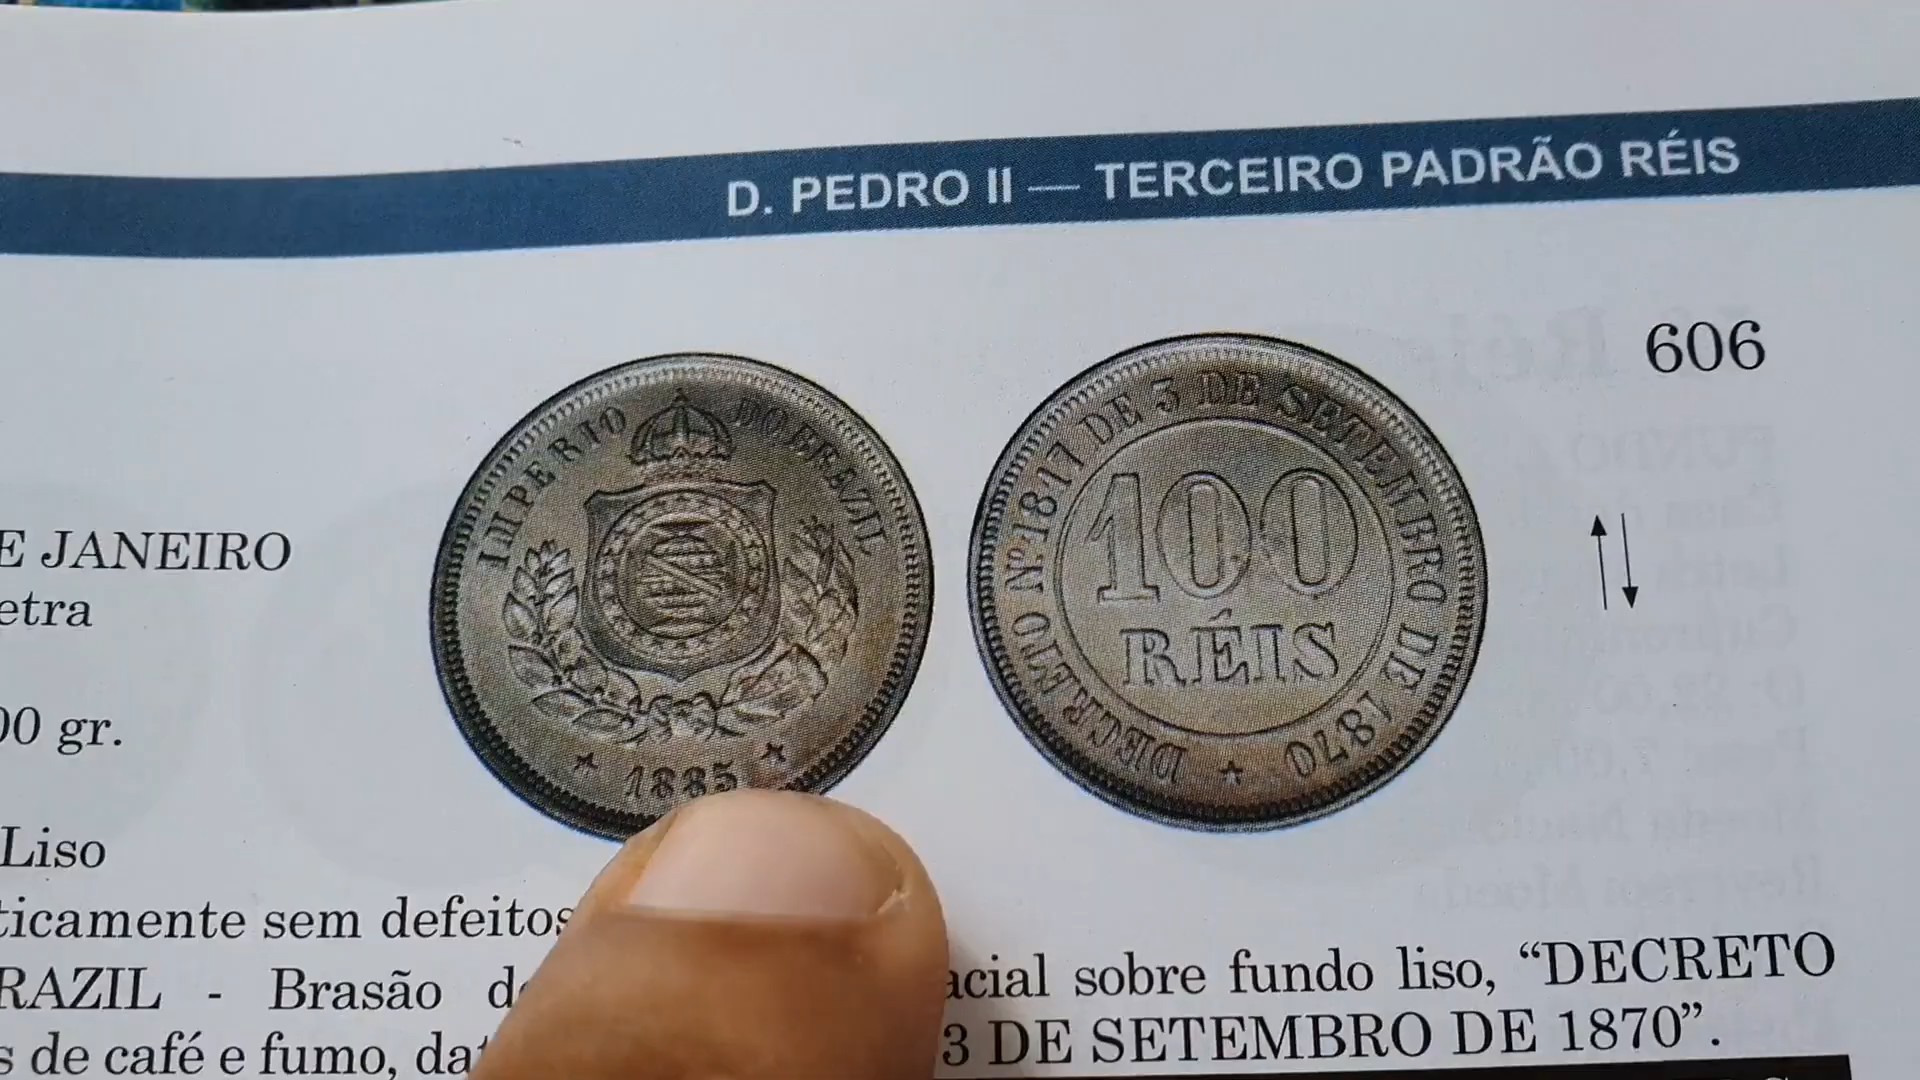 D. PEDRO II — TERCEIRO PADRÃO RÉIS
606
IMPERIO DO BRAZIL
1885
DECRETO Nº 1817 DE 3 DE SETEMBRO DE 1870
100
RÉIS
E JANEIRO
etra
00 gr.
Liso
ticamente sem defeitos
RAZIL - Brasão d
acial sobre fundo liso, “DECRETO
s de café e fumo, dat
3 DE SETEMBRO DE 1870”.